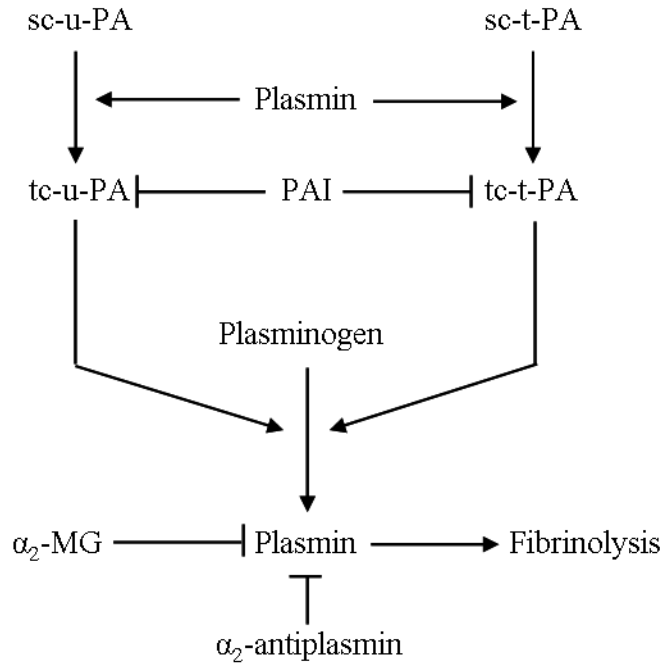 sc-u-PA
sc-t-PA
Plasmin
tc-u-PA
PAI
tc-t-PA
Plasminogen
α₂-MG
Plasmin
Fibrinolysis
α₂-antiplasmin